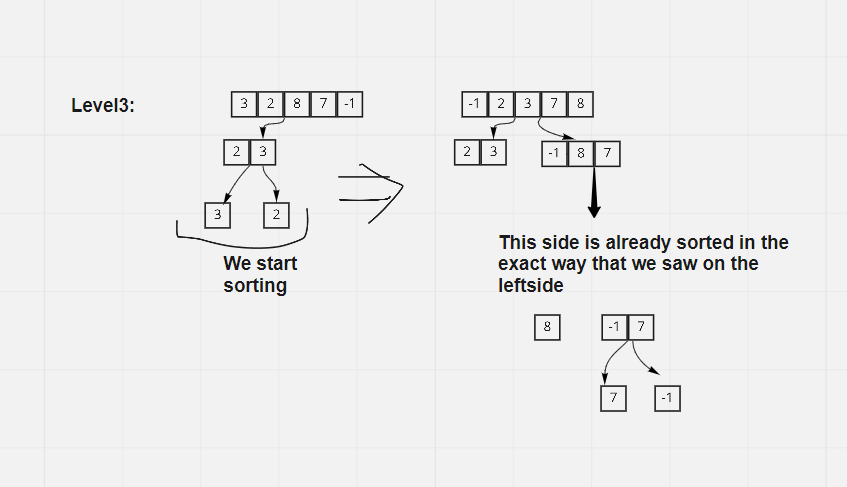 Level3:
3 2 8 7 -1
-1 2 3 7 8
2 3
2 3
-1 8 7
3
2
We start
sorting
This side is already sorted in the
exact way that we saw on the
leftside
8
-1 7
7
-1